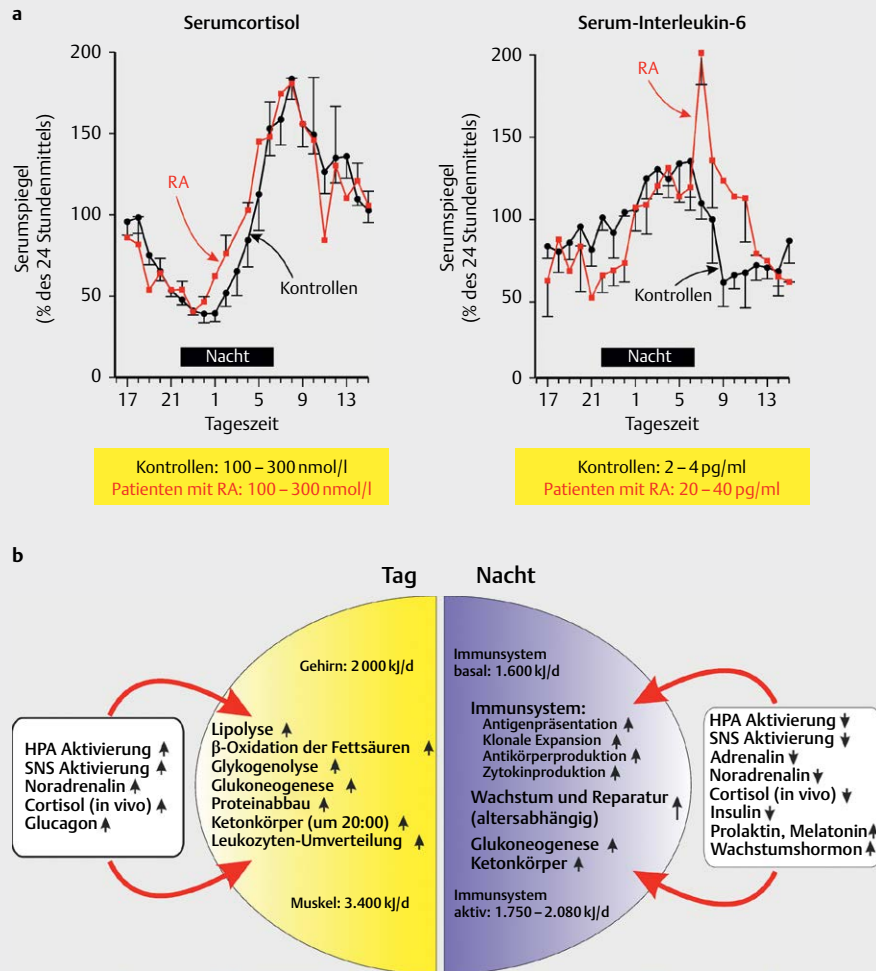 a
Serumcortisol
Serumspiegel
(% des 24 Stundenmittels)
200
150
100
50
0
RA
Kontrollen
Nacht
17 21 1 5 9 13
Tageszeit
Kontrollen: 100 – 300 nmol/l
Patienten mit RA: 100 – 300 nmol/l
Serum-Interleukin-6
Serumspiegel
(% des 24 Stundenmittels)
200
150
100
50
0
RA
Kontrollen
Nacht
17 21 1 5 9 13
Tageszeit
Kontrollen: 2 – 4 pg/ml
Patienten mit RA: 20 – 40 pg/ml
b
Tag
Nacht
HPA Aktivierung ↑
SNS Aktivierung ↑
Noradrenalin ↑
Cortisol (in vivo) ↑
Glucagon ↑
Gehirn: 2 000 kJ/d
Lipolyse ↑
β-Oxidation der Fettsäuren ↑
Glykogenolyse ↑
Glukoneogenese ↑
Proteinabbau ↑
Ketonkörper (um 20:00) ↑
Leukozyten-Umverteilung ↑
Muskel: 3.400 kJ/d
Immunsystem
basal: 1.600 kJ/d
Immunsystem:
Antigenpräsentation ↑
Klonale Expansion ↑
Antikörperproduktion ↑
Zytokinproduktion ↑
Wachstum und Reparatur
(altersabhängig) ↑
Glukoneogenese ↑
Ketonkörper ↑
Immunsystem
aktiv: 1.750 – 2.080 kJ/d
HPA Aktivierung ↓
SNS Aktivierung ↓
Adrenalin ↓
Noradrenalin ↓
Cortisol (in vivo) ↓
Insulin ↓
Prolaktin, Melatonin ↑
Wachstumshormon ↑